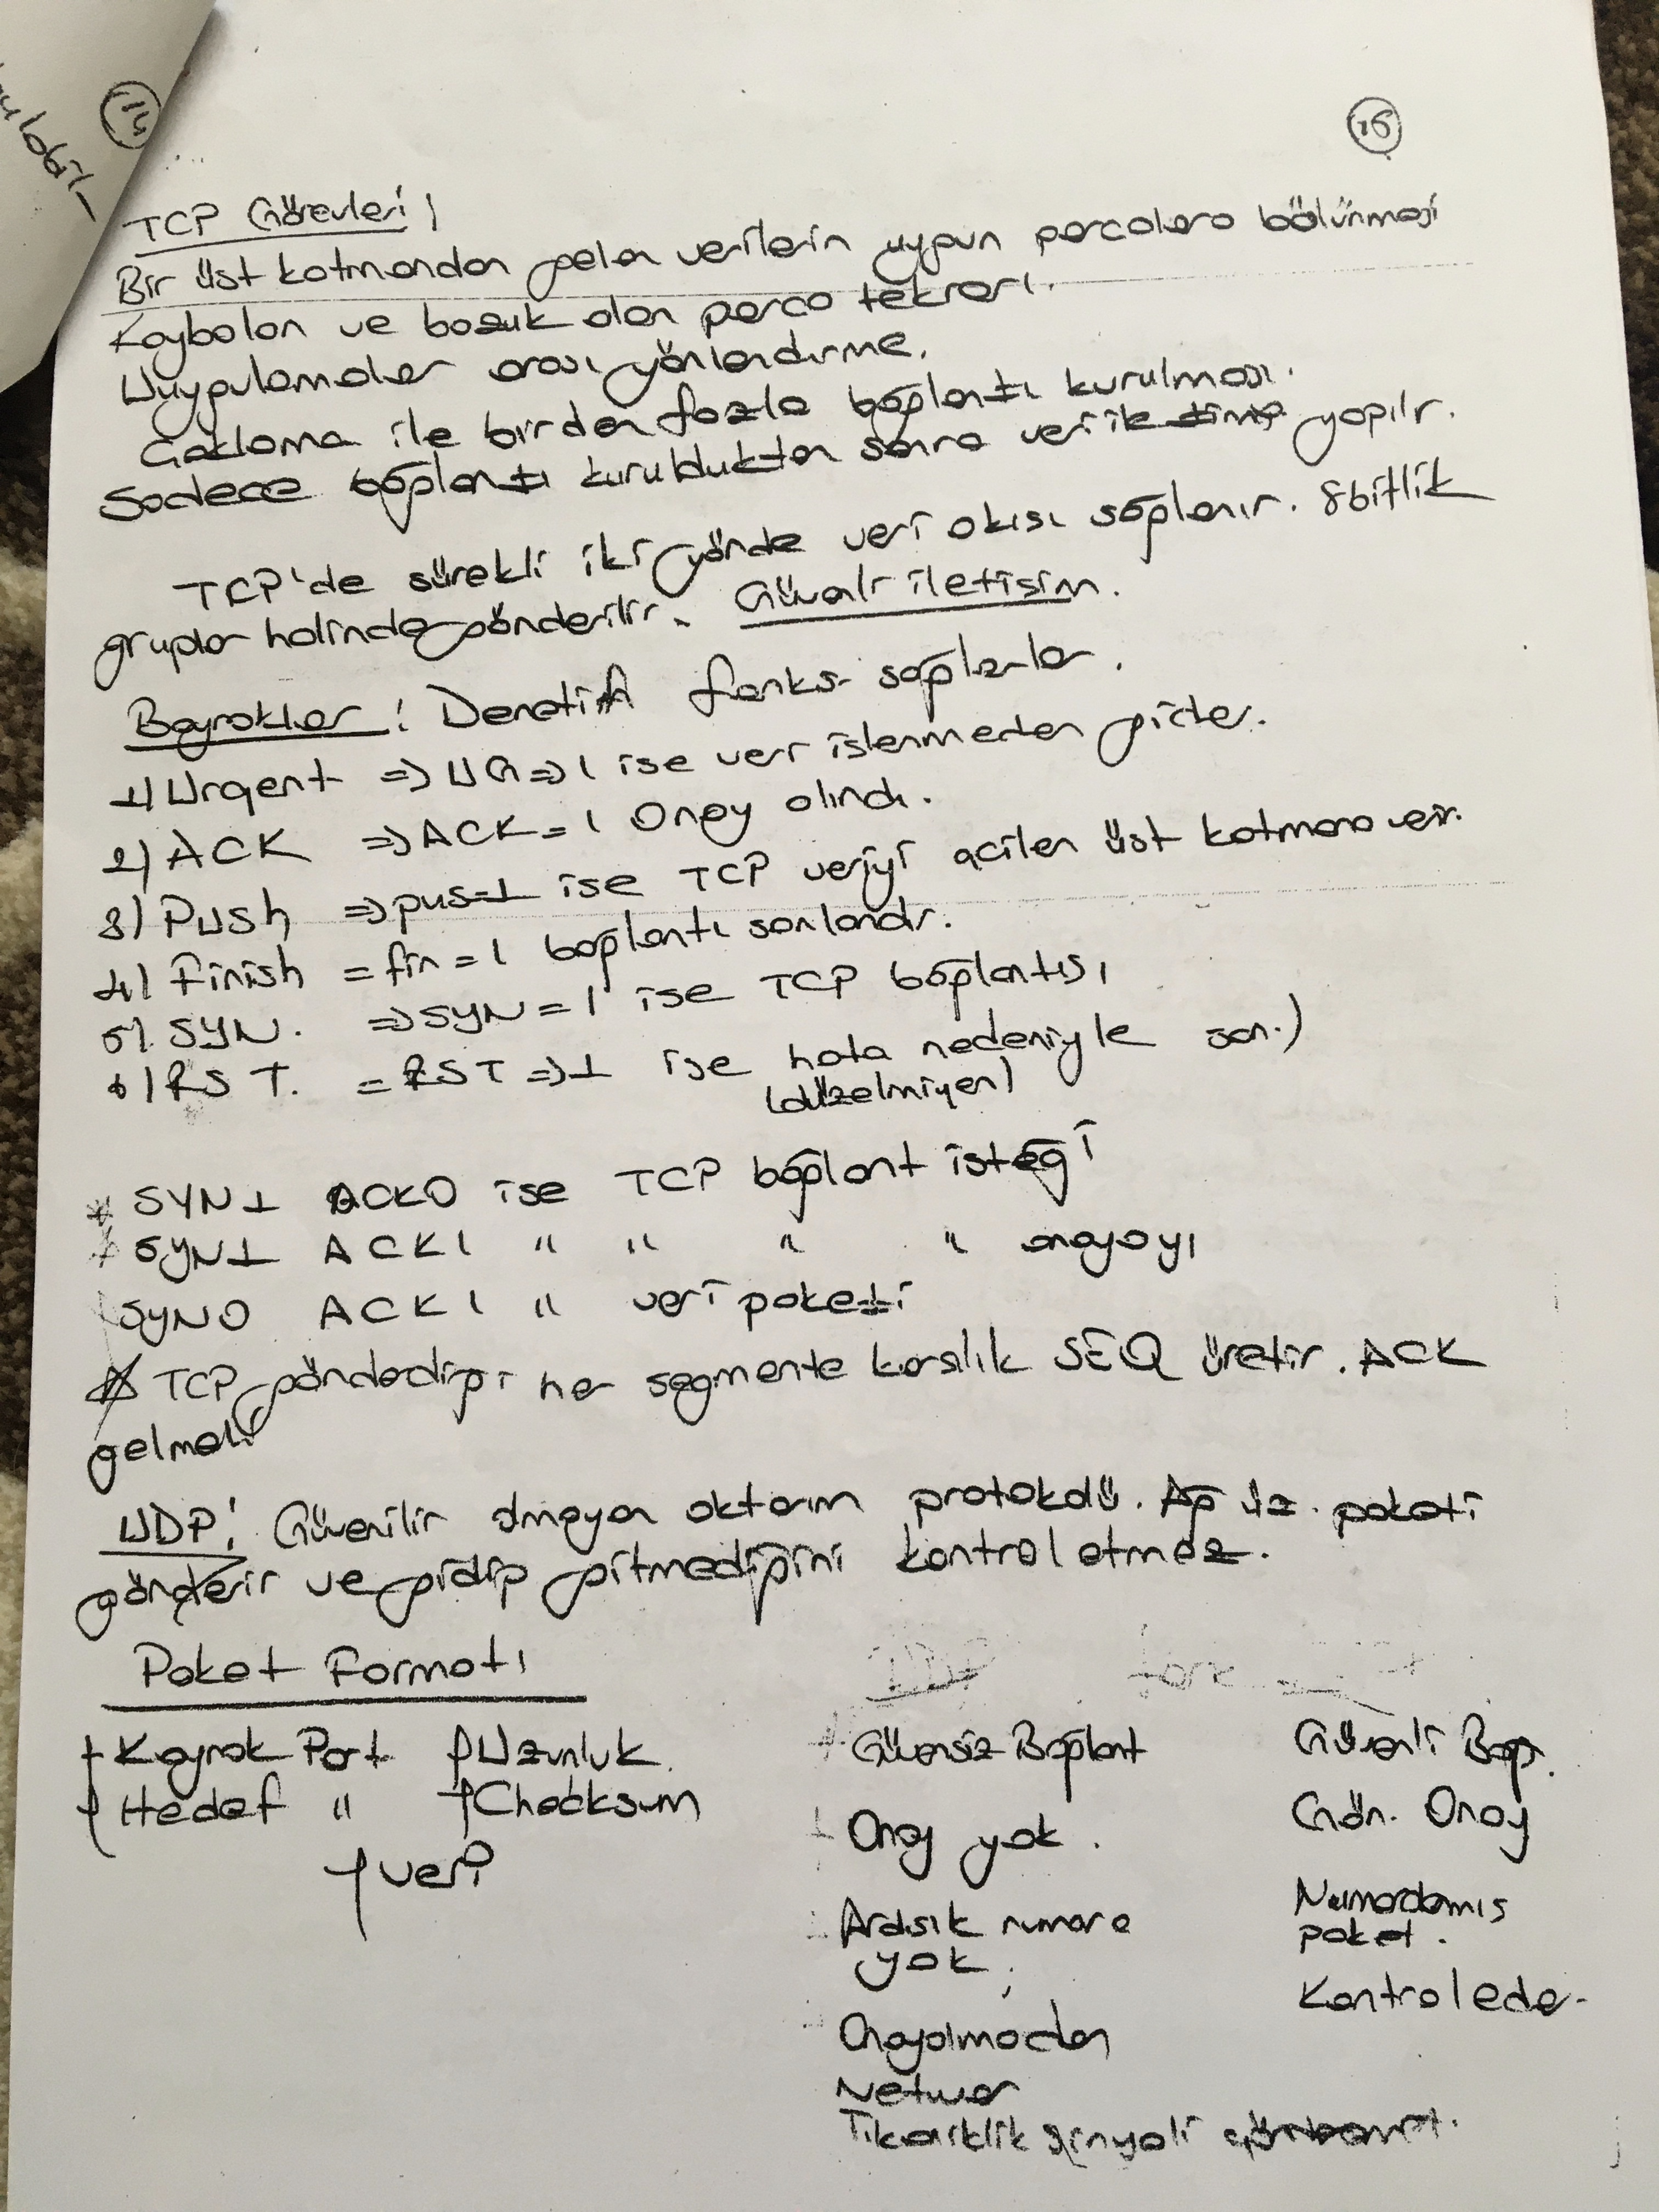 15
ulabil-
16
TCP Görevleri!
Bir üst katmandan gelen verilerin uygun parçalara bölünmesi
Kaybolan ve bozuk olan parça tekrarı.
Uygulamalar arası yönlendirme.
Çoklama ile birden fazla bağlantı kurulması.
Sadece bağlantı kurulduktan sonra veri iletimi yapılır.
TCP'de sürekli iki yönde veri akışı sağlanır. 8bitlik
gruplar halinde gönderilir. Güvenlr iletişim.
Bayraklar! Denetim fonks. sağlarlar.
1) Urgent => UG => 1 ise veri işlenmeden gider.
2) ACK => ACK = 1 Onay alındı.
3) Push => pus=1 ise TCP veriyi acilen üst katmana verir.
4) Finish = fin = 1 bağlantı sonlandır.
5) SYN. => SYN = 1 ise TCP bağlantısı
6) RST. = RST => 1 ise hata nedeniyle son.)
(düzelmiyen)
* SYN1 ACK0 ise TCP bağlant isteği
* SYN1 ACK1 " " " " onayı
SYN0 ACK1 " veri paketi
TCP gönderdiği her segmente karşılık SEQ üretir. ACK
gelmeli
UDP! Güvenilir olmayan aktarım protokolü. Ağ üz. paketi
gönderir ve gidip gitmediğini kontrol etmez.
Paket Formatı
UDP
Kaynak Port Uzunluk
Güvensiz Bağlant Güvenli Bağ.
Hedef " Checksum
Onay yok. Gön. Onay
veri
Ardışık numara Numaralamış
yok. paket.
Kontrol eder
Onay almadan
Networ
Tıkanıklık sinyali